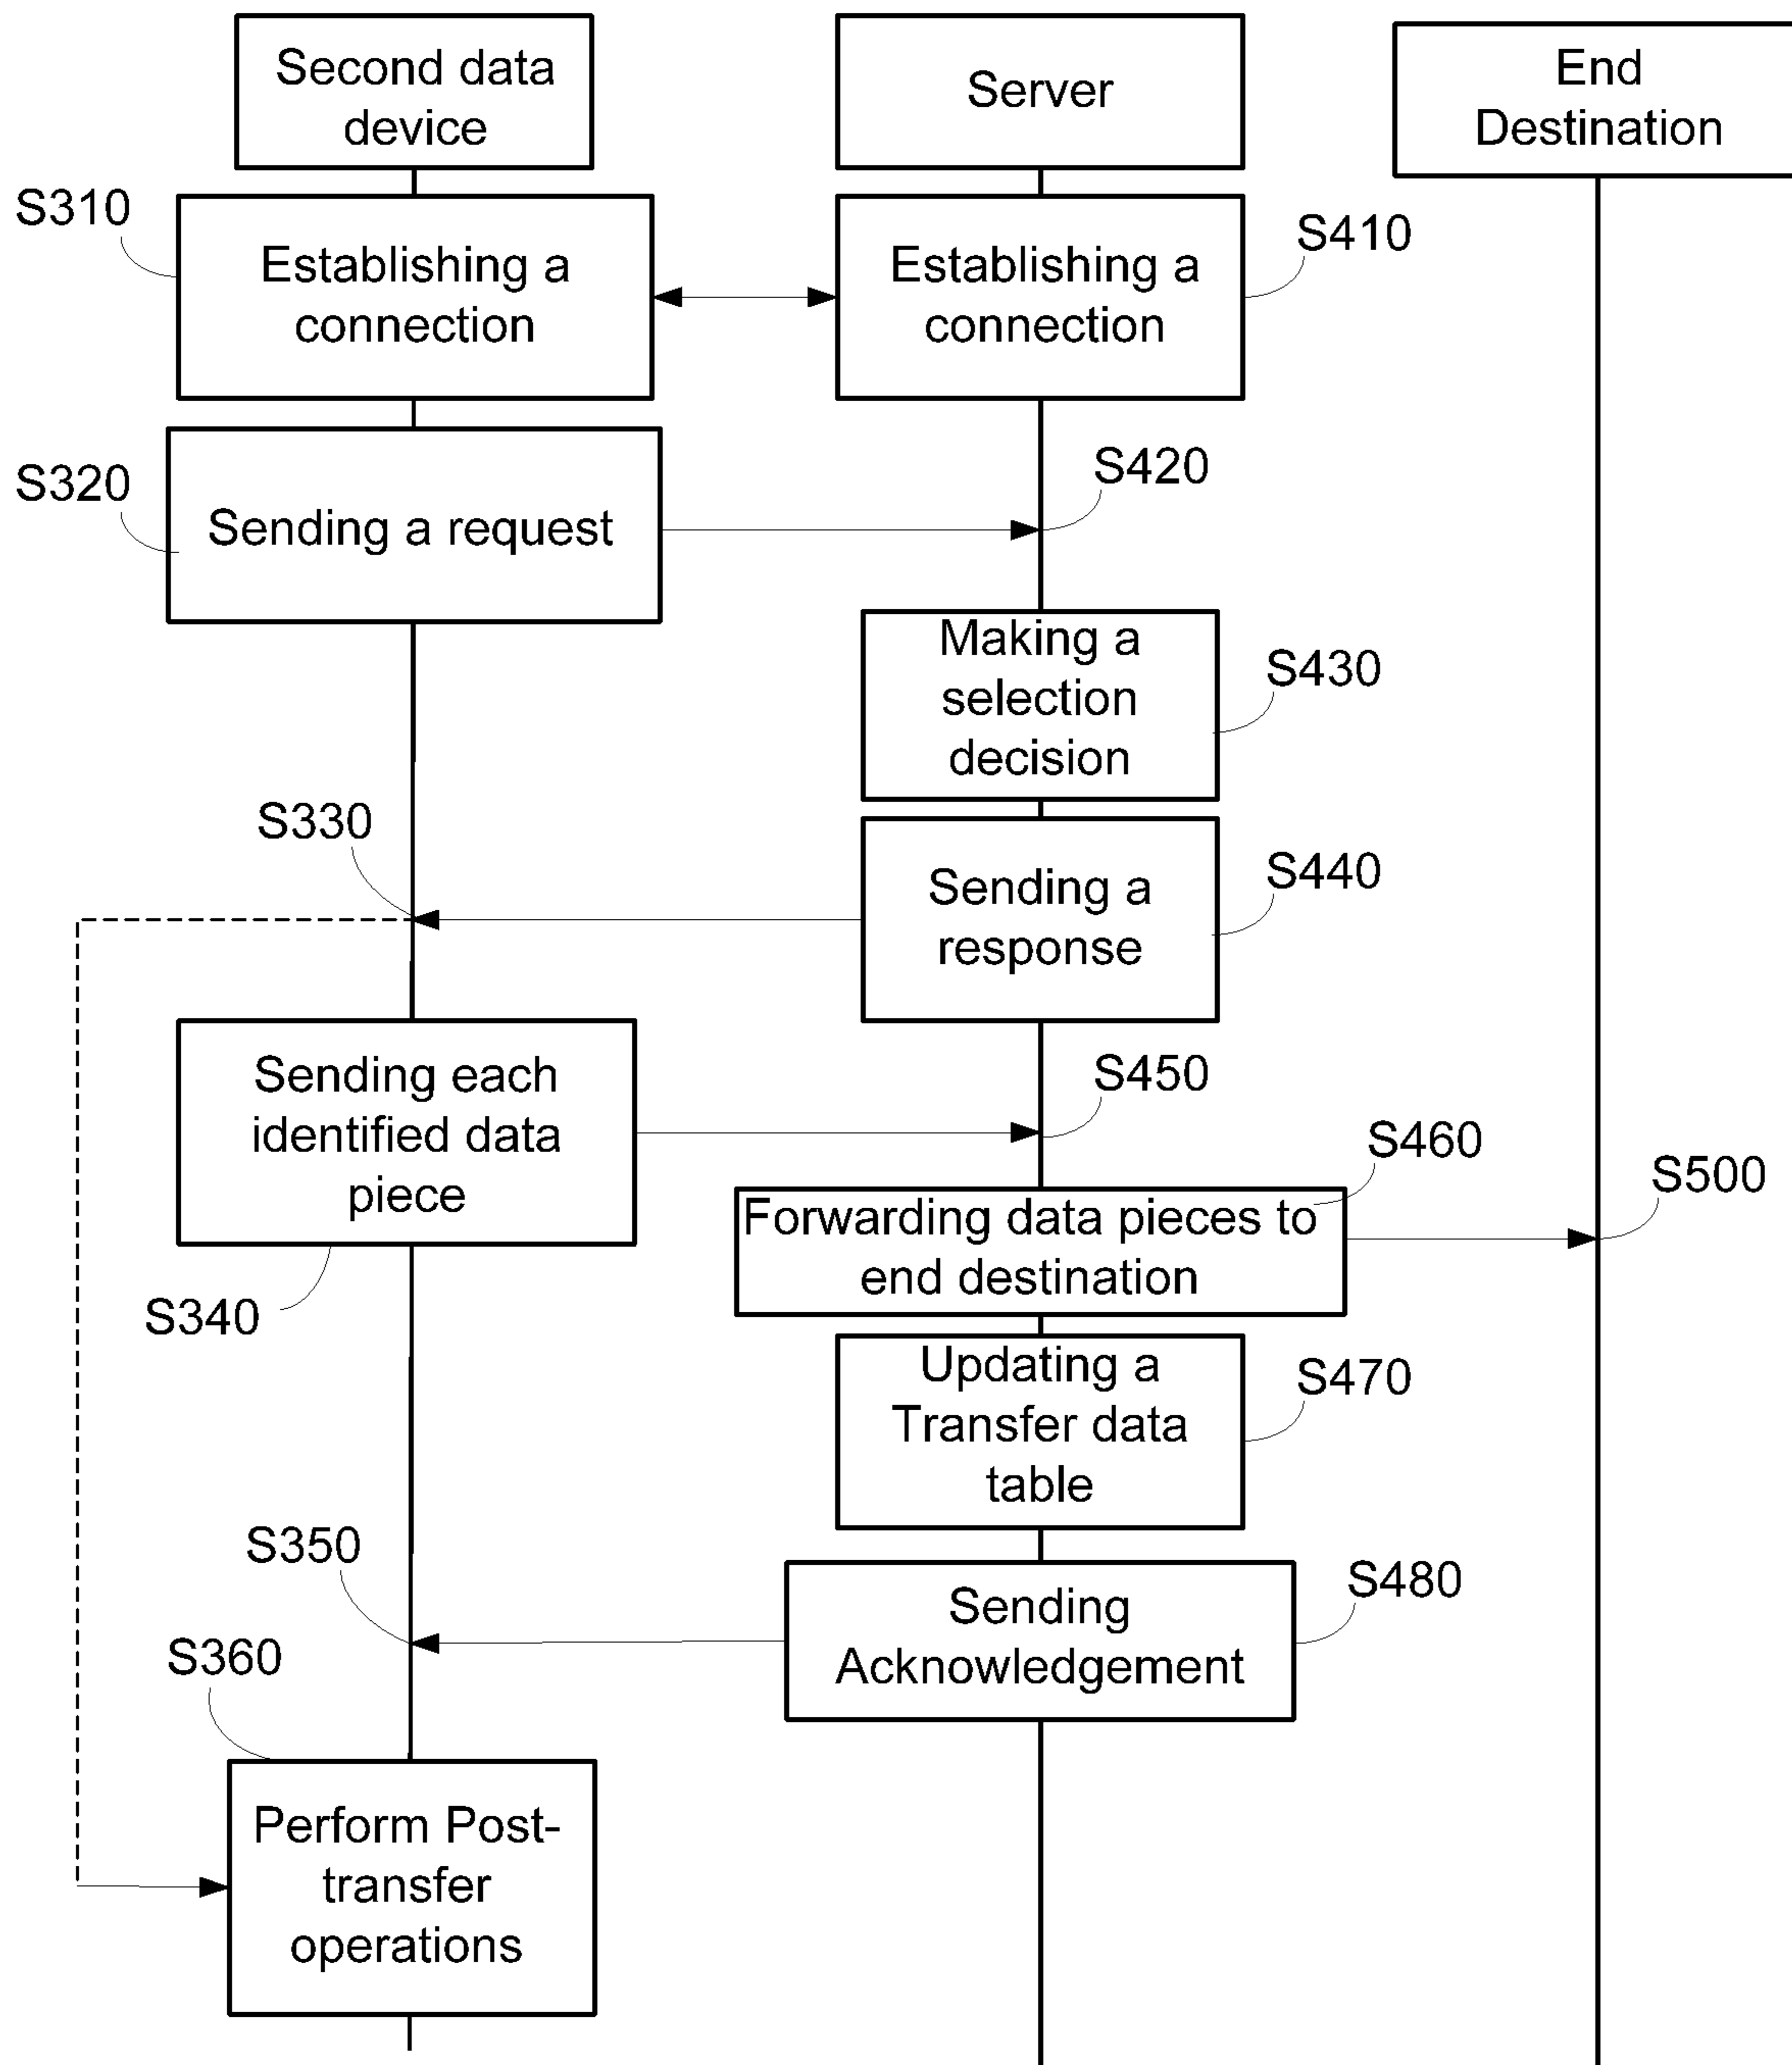 Second data
device
Server
End
Destination
S310
Establishing a
connection
Establishing a
connection
S410
S320
Sending a request
S420
Making a
selection
decision
S430
S330
Sending a
response
S440
Sending each
identified data
piece
S450
S340
Forwarding data pieces to
end destination
S460
S500
Updating a
Transfer data
table
S470
S350
Sending
Acknowledgement
S480
S360
Perform Post-
transfer
operations